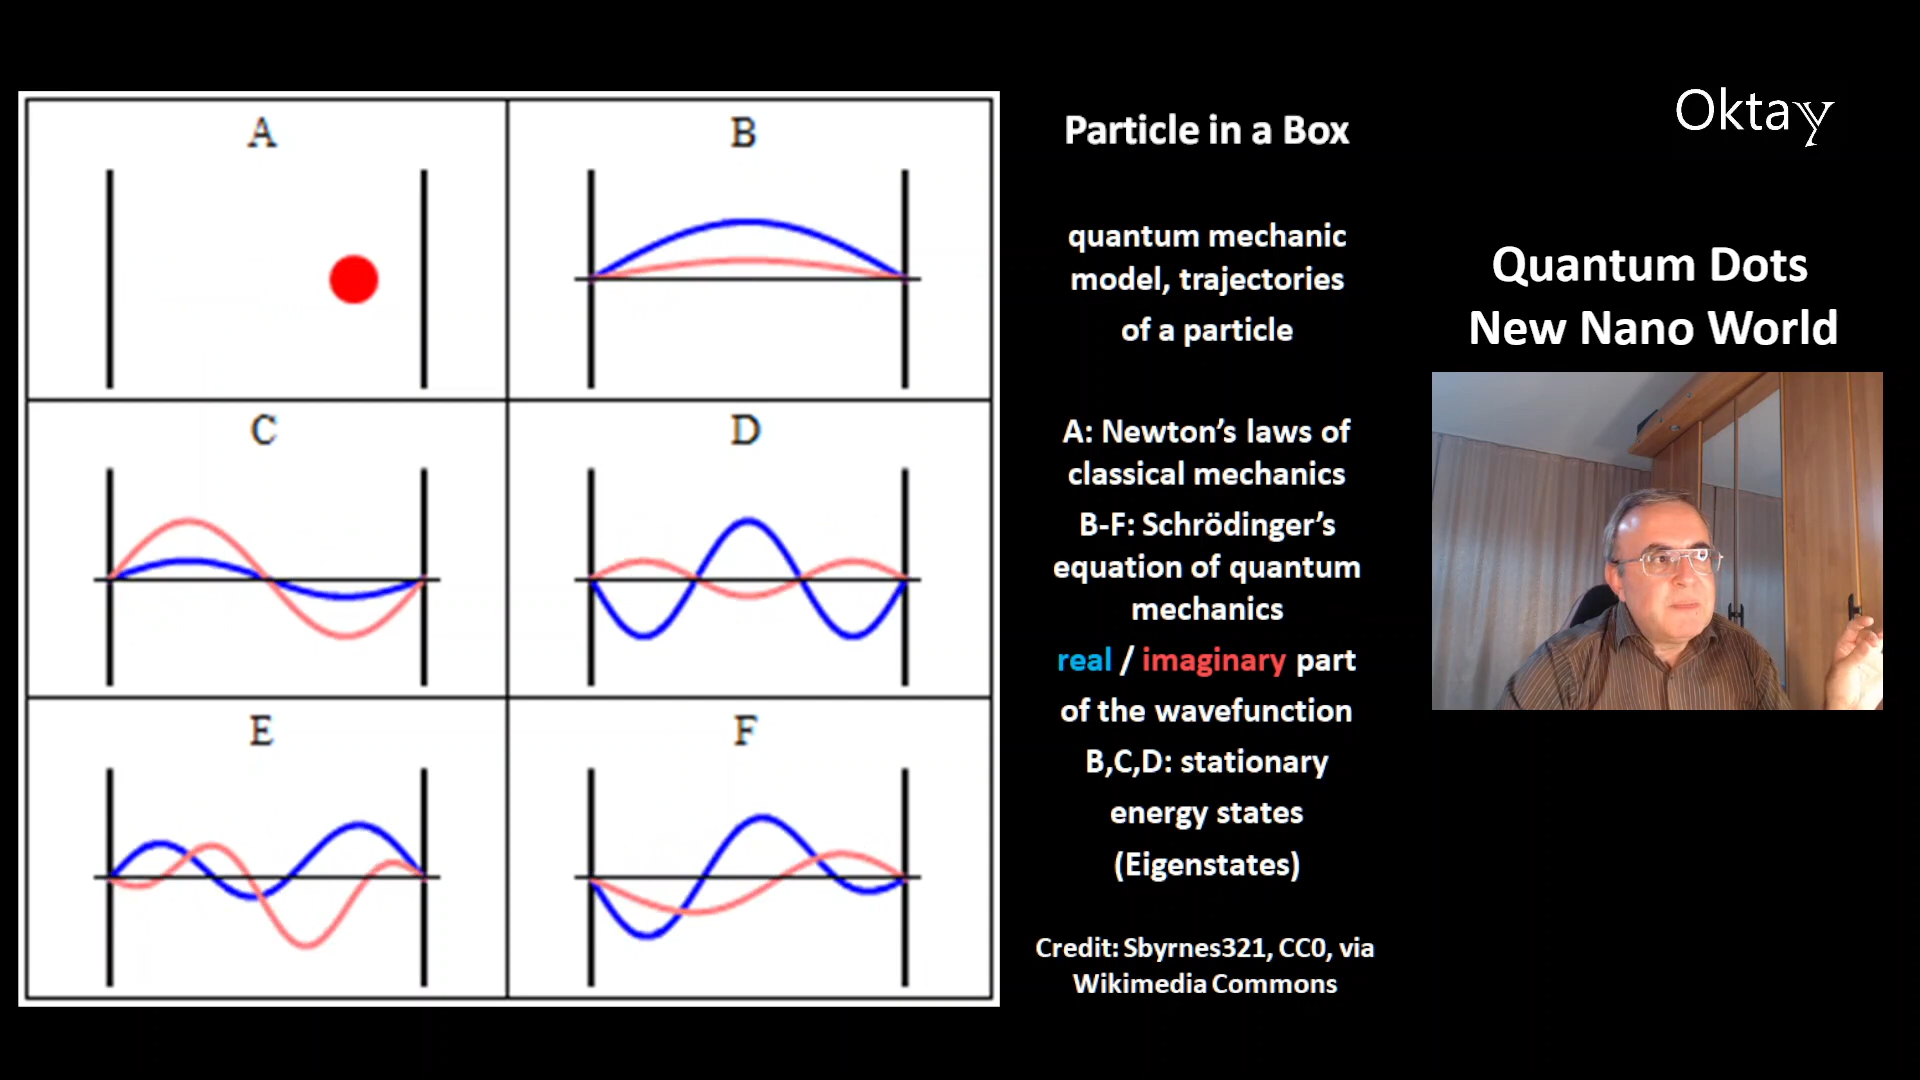 A
B
C
D
E
F
Particle in a Box
quantum mechanic
model, trajectories
of a particle
A: Newton’s laws of
classical mechanics
B-F: Schrödinger’s
equation of quantum
mechanics
real / imaginary part
of the wavefunction
B,C,D: stationary
energy states
(Eigenstates)
Credit: Sbyrnes321, CC0, via
Wikimedia Commons
Oktay
Quantum Dots
New Nano World